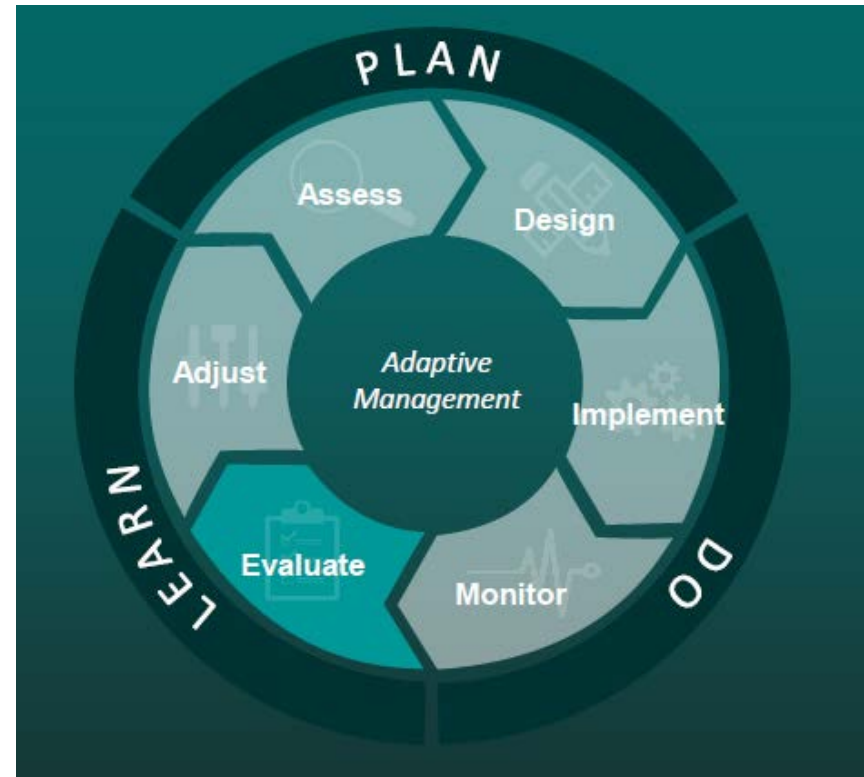 PLAN
Assess
Design
Adjust
Adaptive
Management
Implement
Evaluate
Monitor
LEARN
DO